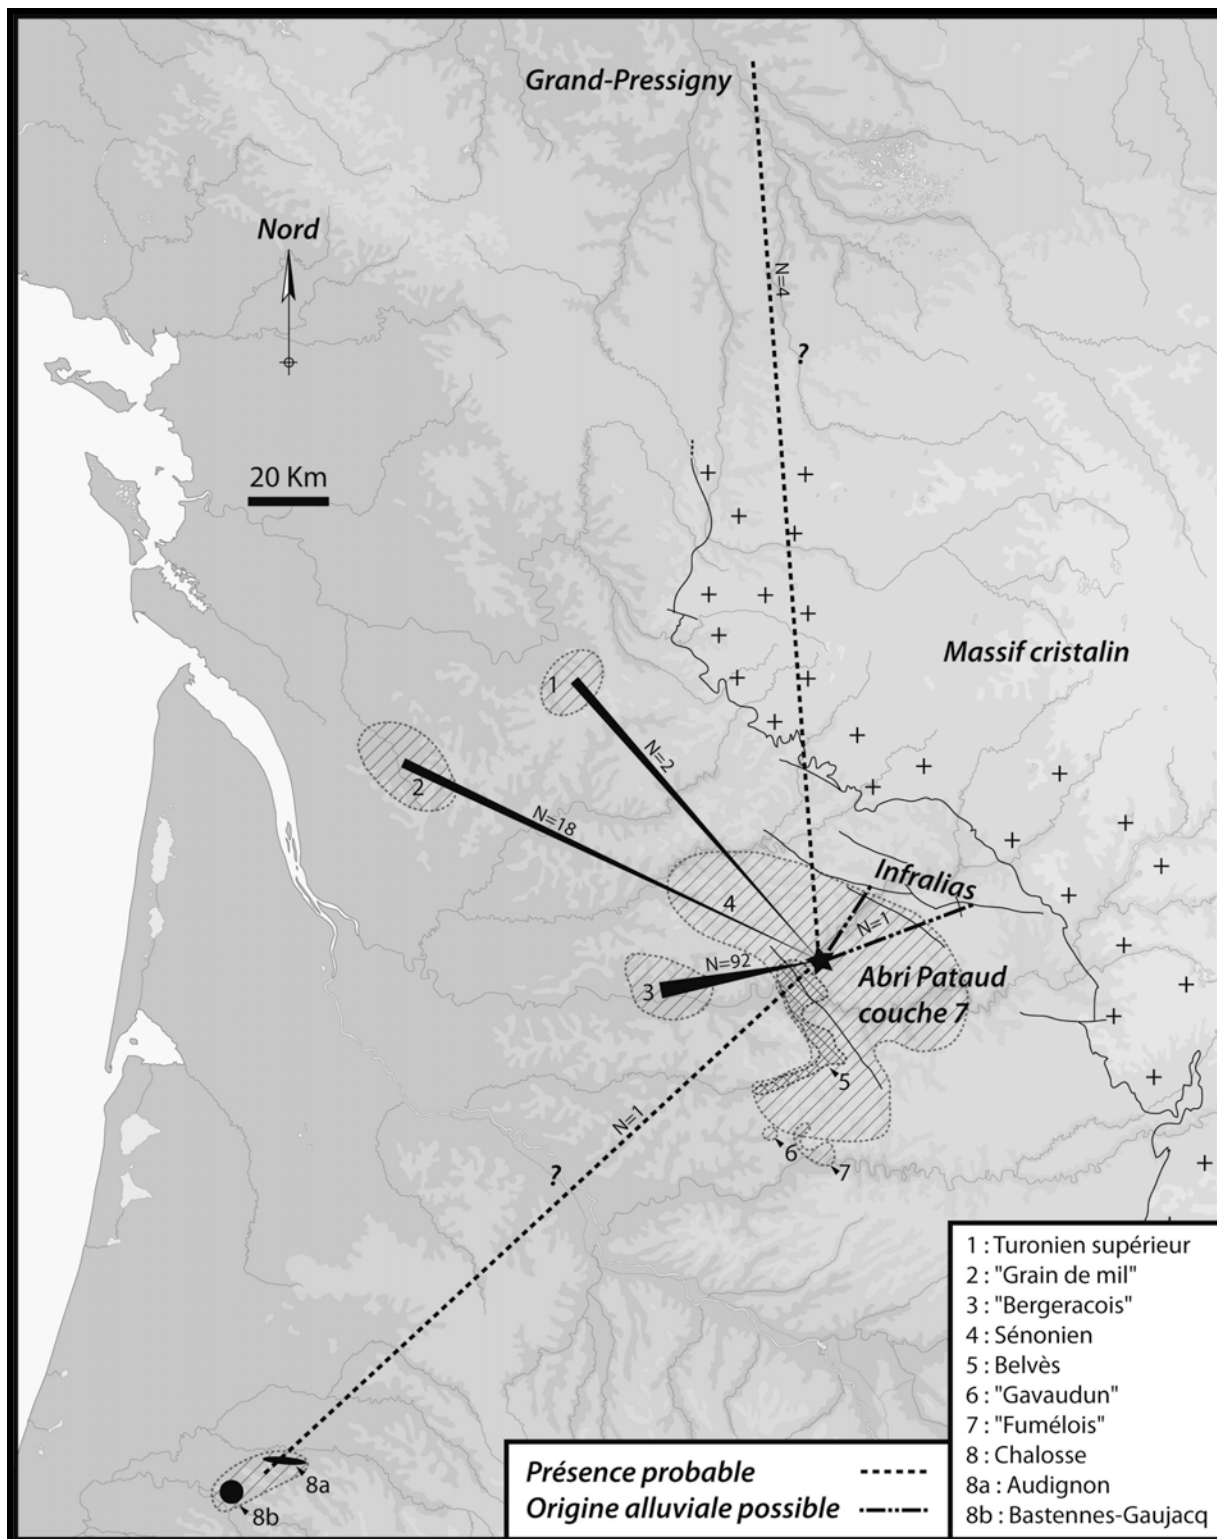 Grand-Pressigny
Nord
N=4
?
20 Km
Massif cristalin
1
2
N=2
N=18
Infralias
4
N=1
N=92
3
Abri Pataud
couche 7
5
N=1
6
7
?
8a
8b
1 : Turonien supérieur
2 : "Grain de mil"
3 : "Bergeracois"
4 : Sénonien
5 : Belvès
6 : "Gavaudun"
7 : "Fumélois"
8 : Chalosse
8a : Audignon
8b : Bastennes-Gaujacq
Présence probable
Origine alluviale possible